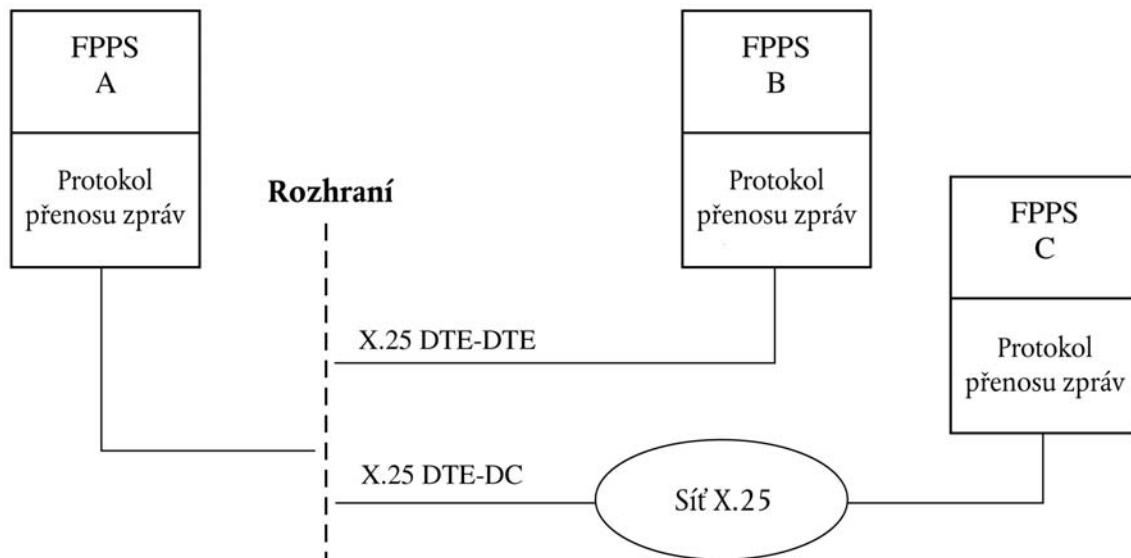 FPPS
A
Protokol
přenosu zpráv
Rozhraní
FPPS
B
Protokol
přenosu zpráv
FPPS
C
Protokol
přenosu zpráv
X.25 DTE-DTE
X.25 DTE-DC
Síť X.25